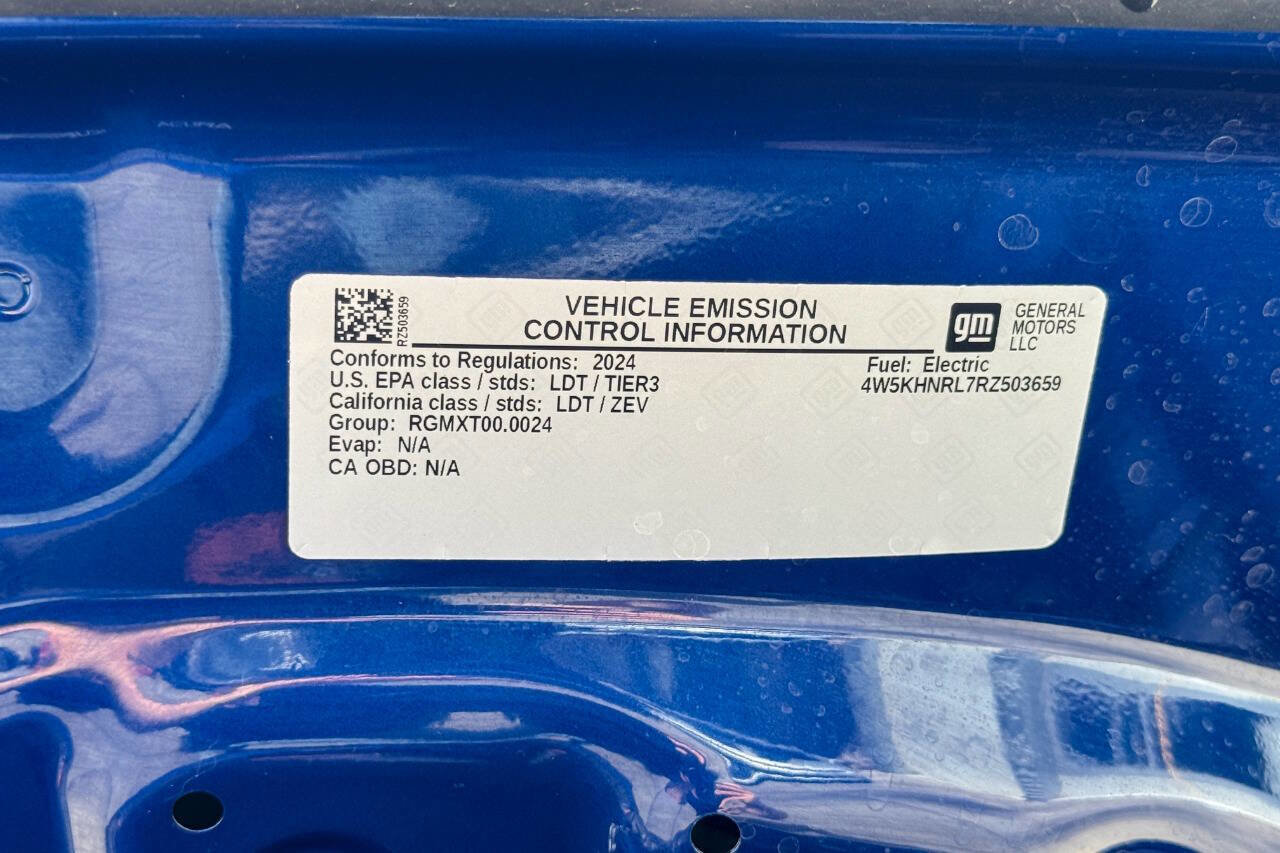 RZ503659
VEHICLE EMISSION
CONTROL INFORMATION
gm
GENERAL
MOTORS
LLC
Conforms to Regulations: 2024
Fuel: Electric
U.S. EPA class / stds: LDT / TIER3
4W5KHNRL7RZ503659
California class / stds: LDT / ZEV
Group: RGMXT00.0024
Evap: N/A
CA OBD: N/A
ACURA